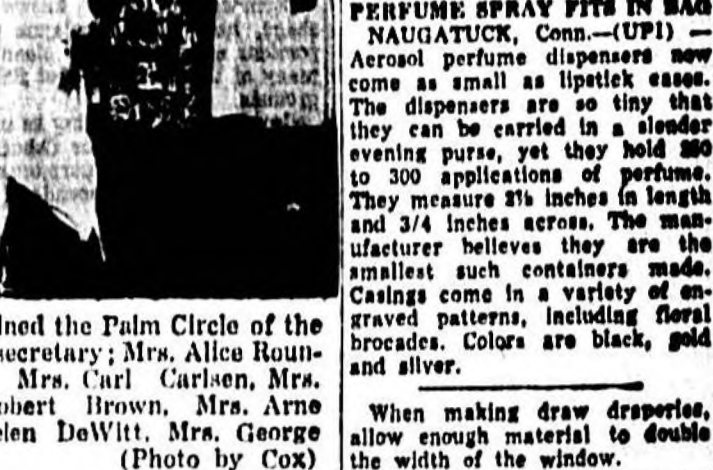 ined the Palm Circle of the
secretary; Mrs. Alice Roun-
Mrs. Carl Carlsen, Mrs.
obert Brown, Mrs. Arne
elen DeWitt, Mrs. George
(Photo by Cox)
PERFUME SPRAY FITS IN BAG
NAUGATUCK, Conn.—(UPI) —
Aerosol perfume dispensers now
come as small as lipstick cases.
The dispensers are so tiny that
they can be carried in a slender
evening purse, yet they hold 250
to 300 applications of perfume.
They measure inches in length
and 3/4 inches across. The man-
ufacturer believes they are the
smallest such containers made.
Casings come in a variety of en-
graved patterns, including floral
brocades. Colors are black, gold
and silver.
When making draw draperies,
allow enough material to double
the width of the window.